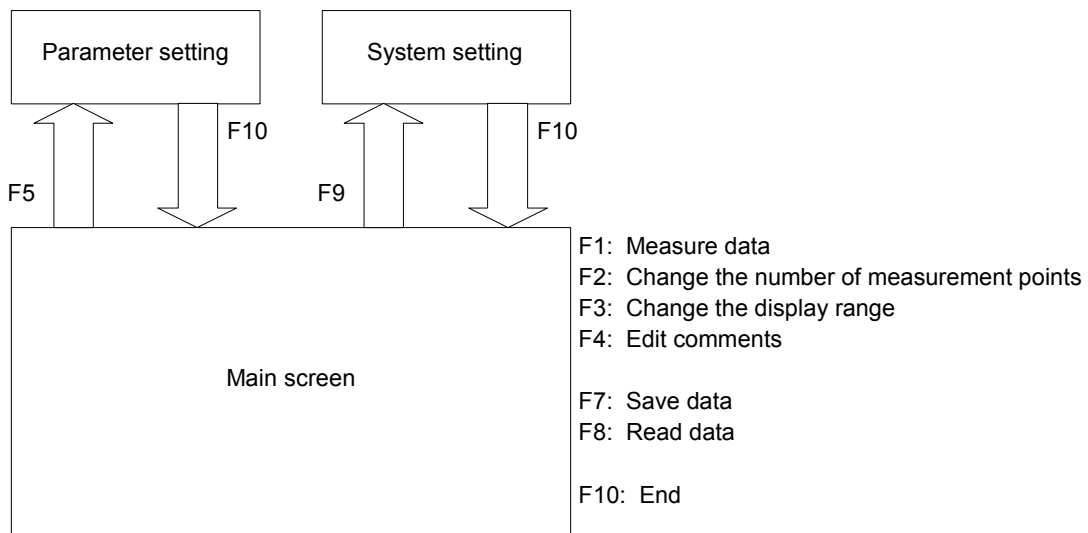 Parameter setting
System setting
F10
F10
F5
F9
F1: Measure data
F2: Change the number of measurement points
F3: Change the display range
F4: Edit comments
Main screen
F7: Save data
F8: Read data
F10: End